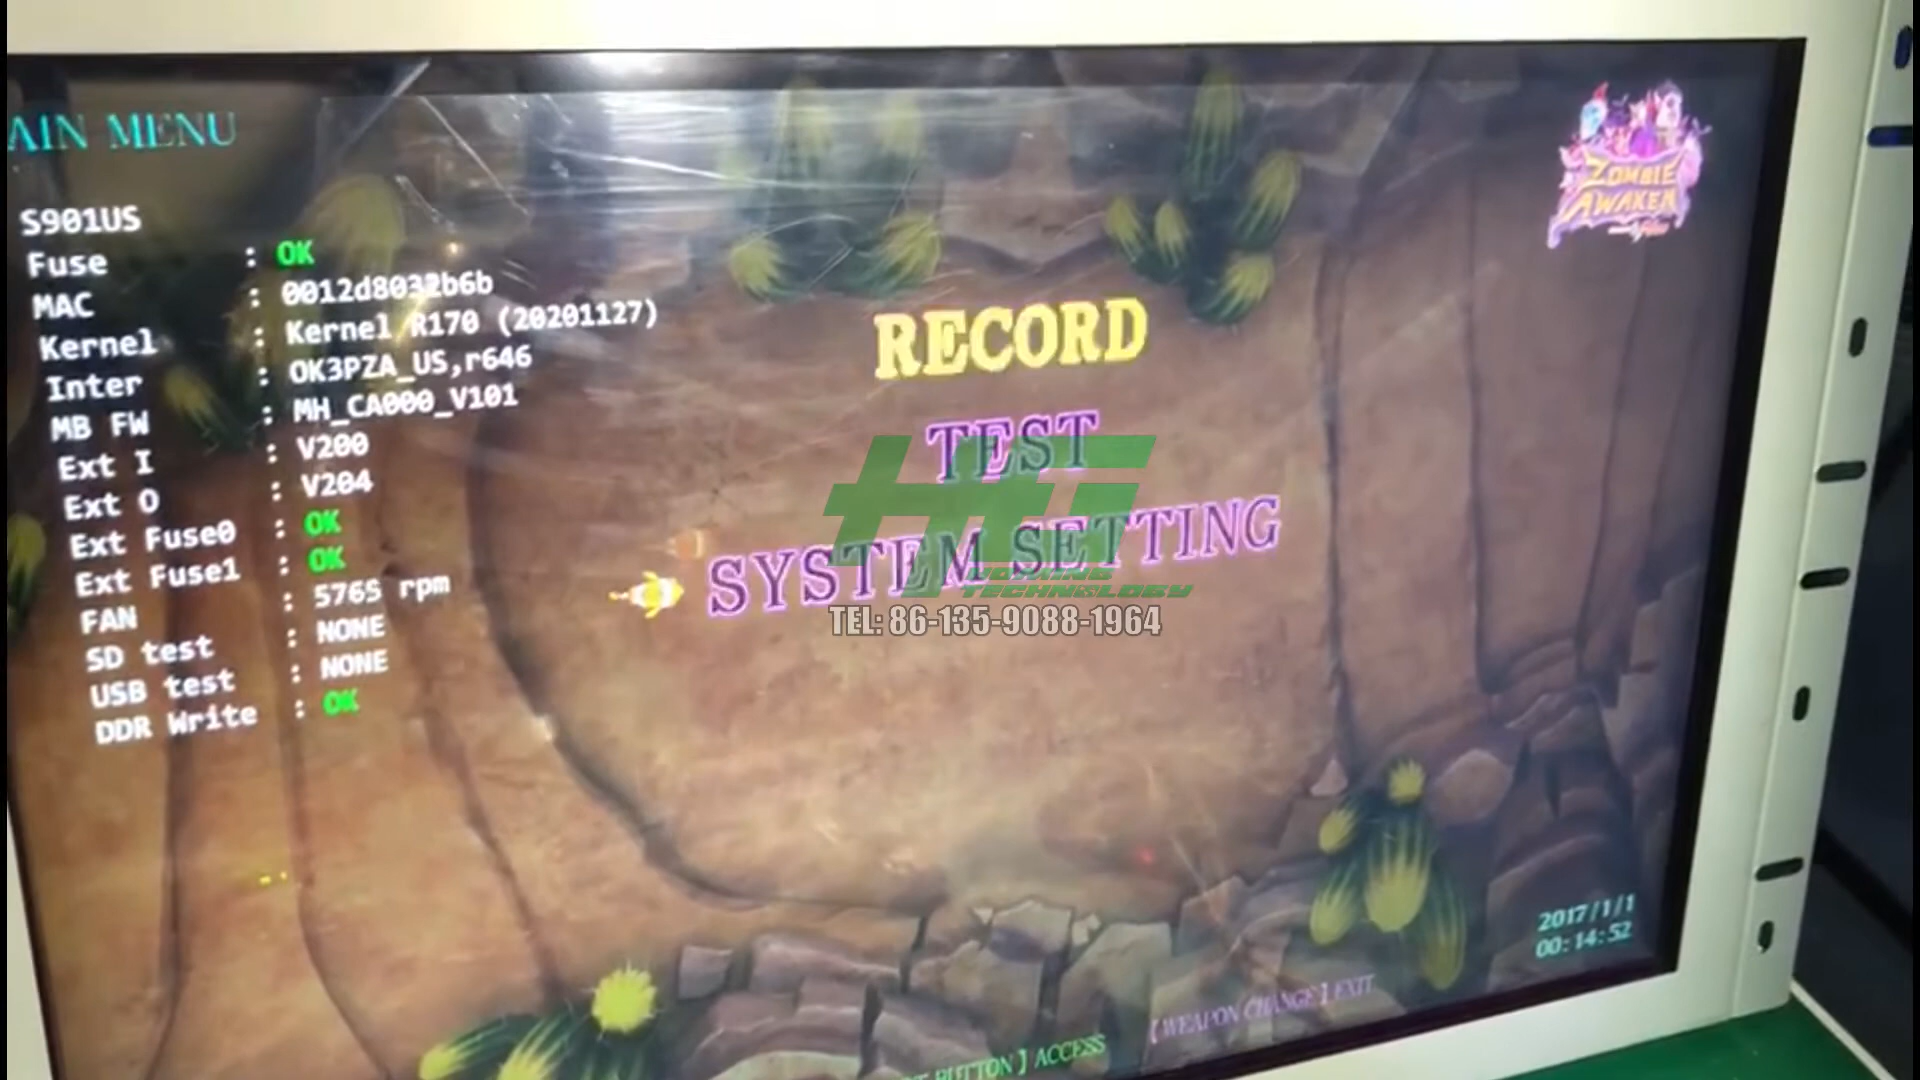 AIN MENU
ZOMBIE
AWAKEN
S901US
Fuse : OK
MAC : 0012d8032b6b
Kernel : Kernel R170 (20201127)
Inter : OK3PZA_US,r646
MB FW : MH_CA000_V101
Ext I : V200
Ext O : V204
Ext Fuse0 : OK
Ext Fuse1 : OK
FAN : 5765 rpm
SD test : NONE
USB test : NONE
DDR Write : OK
RECORD
TEST
SYSTEM SETTING
TECHNOLOGY
TEL: 86-135-9088-1964
2017/1/1
00:14:52
BUTTON】ACCESS
【WEAPON CHANGE】EXIT